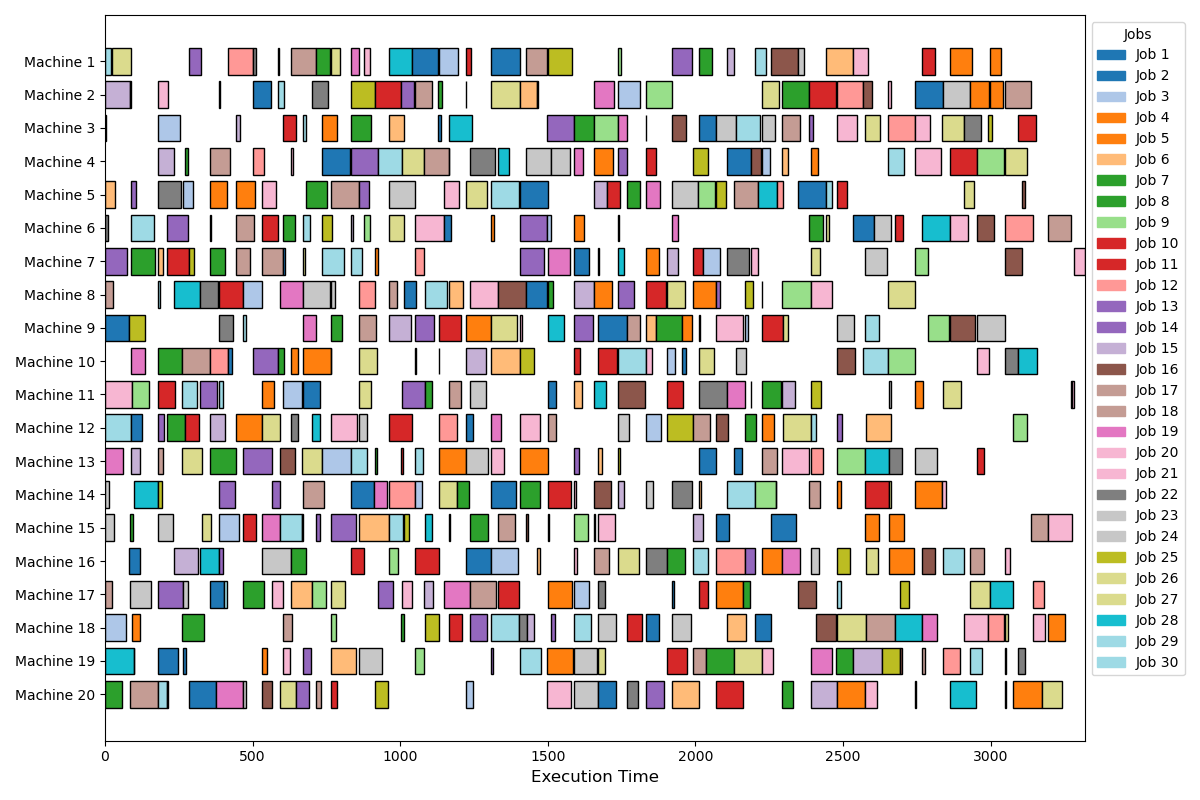 Machine 1
Machine 2
Machine 3
Machine 4
Machine 5
Machine 6
Machine 7
Machine 8
Machine 9
Machine 10
Machine 11
Machine 12
Machine 13
Machine 14
Machine 15
Machine 16
Machine 17
Machine 18
Machine 19
Machine 20
0 500 1000 1500 2000 2500 3000
Execution Time
Jobs
Job 1
Job 2
Job 3
Job 4
Job 5
Job 6
Job 7
Job 8
Job 9
Job 10
Job 11
Job 12
Job 13
Job 14
Job 15
Job 16
Job 17
Job 18
Job 19
Job 20
Job 21
Job 22
Job 23
Job 24
Job 25
Job 26
Job 27
Job 28
Job 29
Job 30